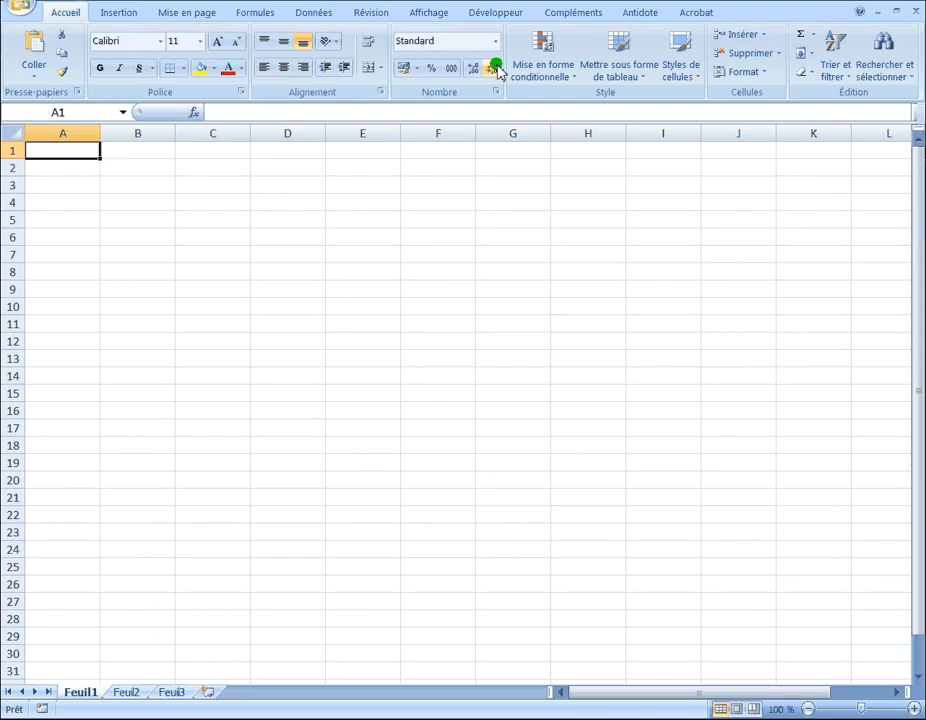 Accueil Insertion Mise en page Formules Données Révision Affichage Développeur Compléments Antidote Acrobat
Coller
Presse-papiers
Calibri 11
G I S
Police
Alignement
Standard
% 000
Nombre
Mise en forme conditionnelle
Mettre sous forme de tableau
Styles de cellules
Style
Insérer
Supprimer
Format
Cellules
Σ
Trier et filtrer
Rechercher et sélectionner
Édition
A1 fx
A B C D E F G H I J K L
1
2
3
4
5
6
7
8
9
10
11
12
13
14
15
16
17
18
19
20
21
22
23
24
25
26
27
28
29
30
31
Feuil1 Feuil2 Feuil3
Prêt 100 %